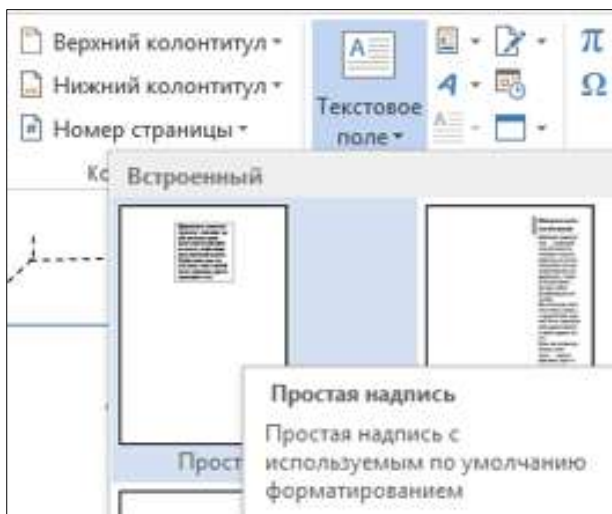 Верхний колонтитул
Нижний колонтитул
Номер страницы
Текстовое
поле
Встроенный
Простая надпись
Простая надпись с
используемым по умолчанию
форматированием
Прост
π
Ω